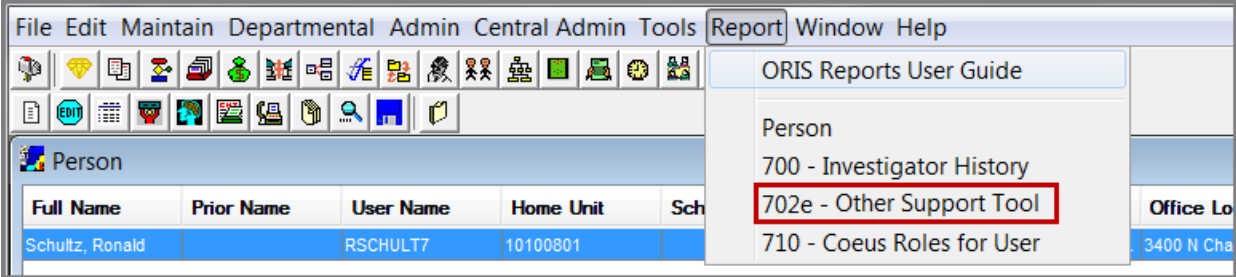 File Edit Maintain Departmental Admin Central Admin Tools Report Window Help
ORIS Reports User Guide
EDIT
Person
700 - Investigator History
702e - Other Support Tool
710 - Coeus Roles for User
Person
Full Name Prior Name User Name Home Unit Sch Office Lo
Schultz, Ronald RSCHULT7 10100801 3400 N Cha